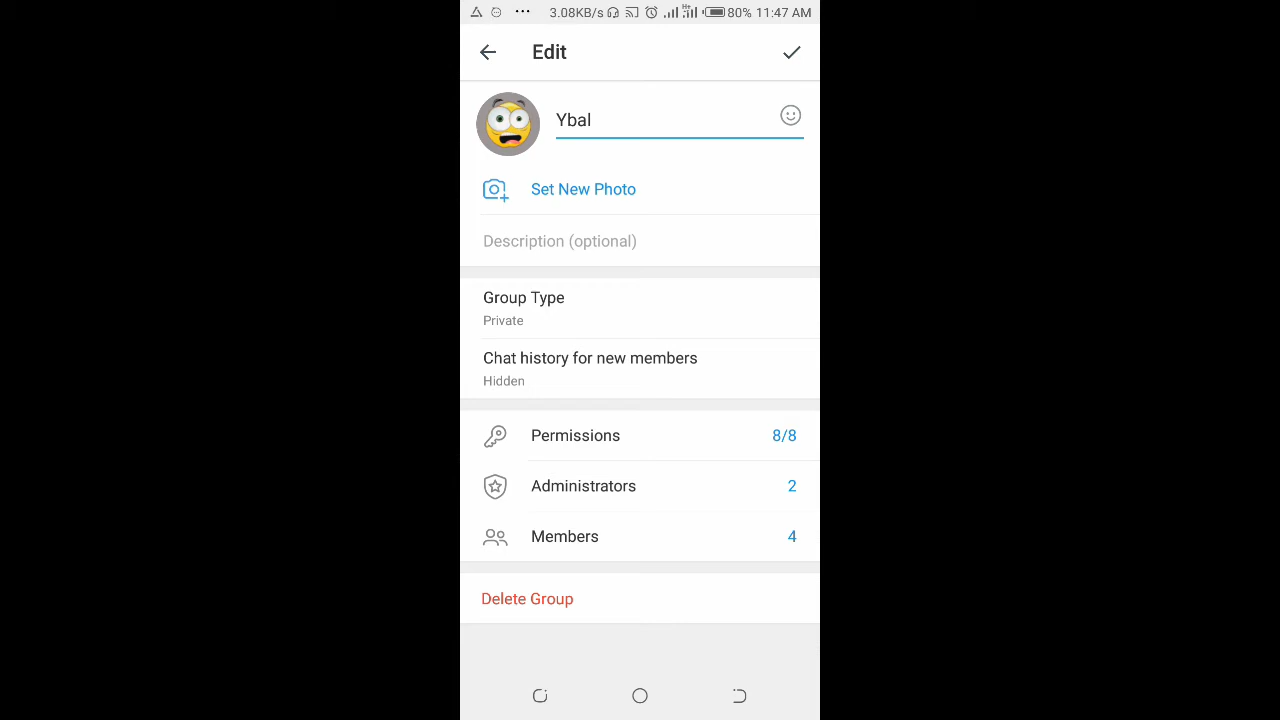 3.08KB/s H+ 80% 11:47 AM
Edit
Ybal
Set New Photo
Description (optional)
Group Type
Private
Chat history for new members
Hidden
Permissions 8/8
Administrators 2
Members 4
Delete Group